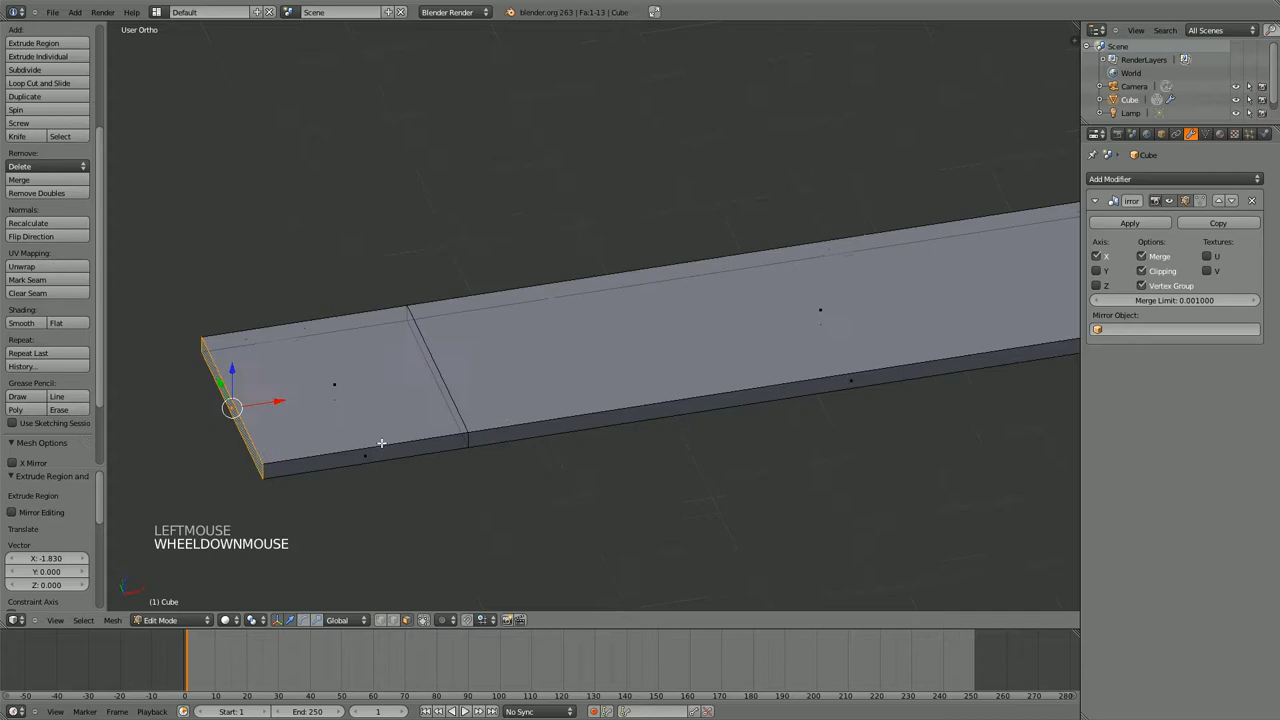 File Add Render Help Default Scene Blender Render blender.org 263 | Fa:1-13 | Cube
Add:
Extrude Region
Extrude Individual
Subdivide
Loop Cut and Slide
Duplicate
Spin
Screw
Knife Select
Remove:
Delete
Merge
Remove Doubles
Normals:
Recalculate
Flip Direction
UV Mapping:
Unwrap
Mark Seam
Clear Seam
Shading:
Smooth Flat
Repeat:
Repeat Last
History...
Grease Pencil:
Draw Line
Poly Erase
Use Sketching Sessio
Mesh Options
X Mirror
Extrude Region and
Extrude Region
Mirror Editing
Translate
Vector
X: -1.830
Y: 0.000
Z: 0.000
Constraint Axis
User Ortho
LEFTMOUSE
WHEELDOWNMOUSE
(1) Cube
View Select Mesh Edit Mode Global
View Search All Scenes
Scene
RenderLayers
World
Camera
Cube
Lamp
Cube
Add Modifier
irror
Apply Copy
Axis: Options: Textures:
X Merge U
Y Clipping V
Z Vertex Group
Merge Limit: 0.001000
Mirror Object:
-50 -40 -30 -20 -10 0 10 20 30 40 50 60 70 80 90 100 110 120 130 140 150 160 170 180 190 200 210 220 230 240 250 260 270 280
View Marker Frame Playback Start: 1 End: 250 1 No Sync